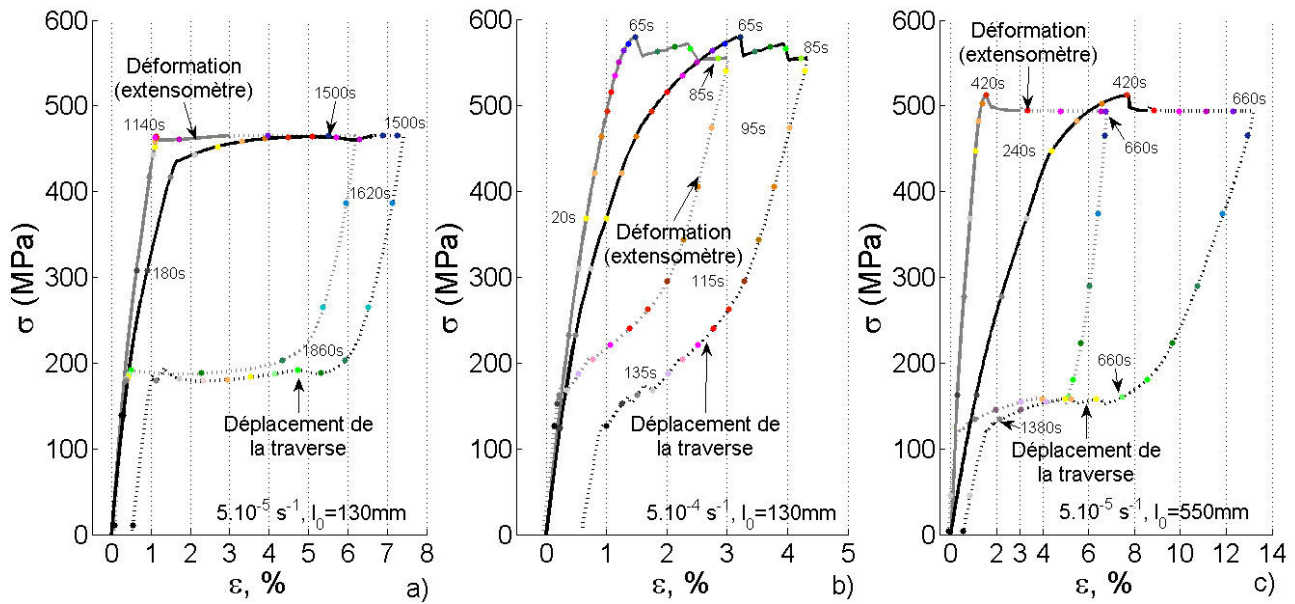 600
500
400
300
200
100
0
σ (MPa)
Déformation
(extensomètre)
1140s
1500s
1500s
1620s
180s
1860s
Déplacement de
la traverse
5.10⁻⁵ s⁻¹, l₀=130mm
0 1 2 3 4 5 6 7 8
ε, %
a)
600
500
400
300
200
100
0
σ (MPa)
65s
65s
85s
85s
95s
20s
Déformation
(extensomètre)
115s
135s
Déplacement de
la traverse
5.10⁻⁴ s⁻¹, l₀=130mm
0 1 2 3 4 5
ε, %
b)
600
500
400
300
200
100
0
σ (MPa)
Déformation
(extensomètre)
420s
420s
660s
660s
240s
660s
1380s
Déplacement de
la traverse
5.10⁻⁵ s⁻¹, l₀=550mm
0 2 3 4 6 8 10 12 14
ε, %
c)